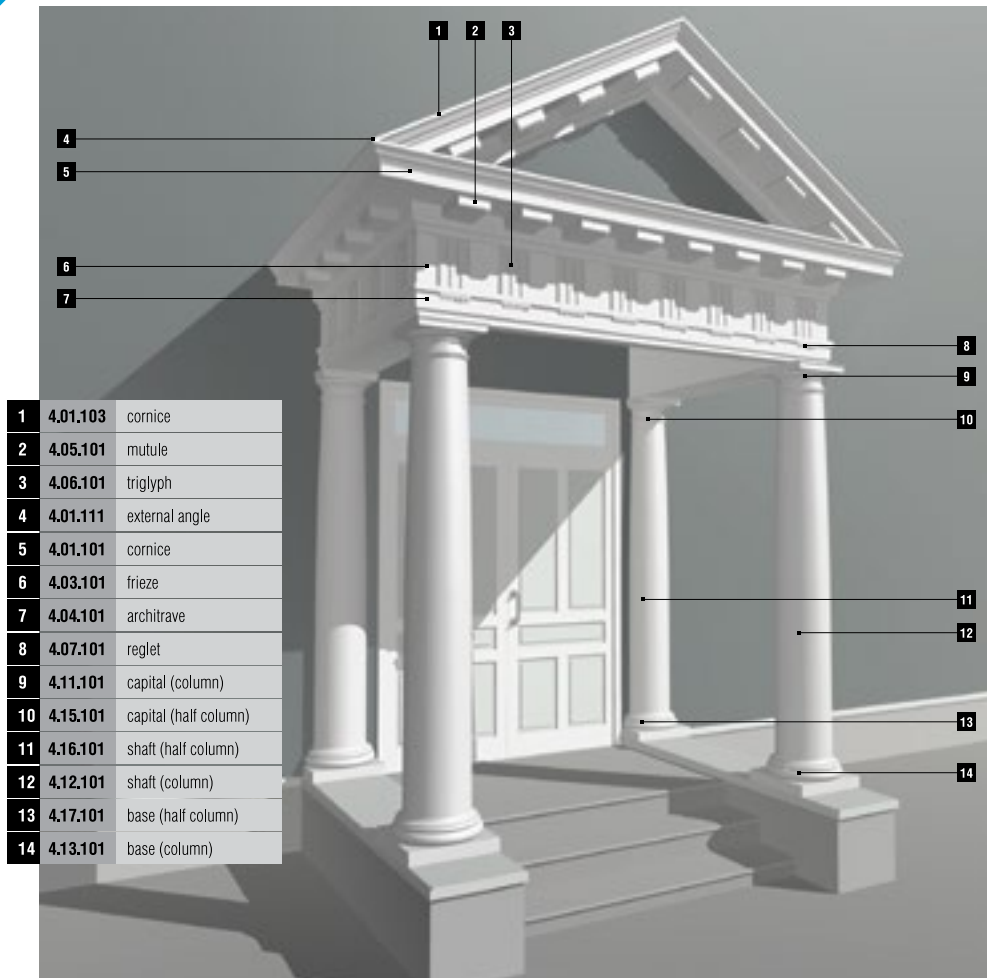 1 2 3
4
5
6
7
8
9
10
11
12
13
14
1 4.01.103 cornice
2 4.05.101 mutule
3 4.06.101 triglyph
4 4.01.111 external angle
5 4.01.101 cornice
6 4.03.101 frieze
7 4.04.101 architrave
8 4.07.101 reglet
9 4.11.101 capital (column)
10 4.15.101 capital (half column)
11 4.16.101 shaft (half column)
12 4.12.101 shaft (column)
13 4.17.101 base (half column)
14 4.13.101 base (column)